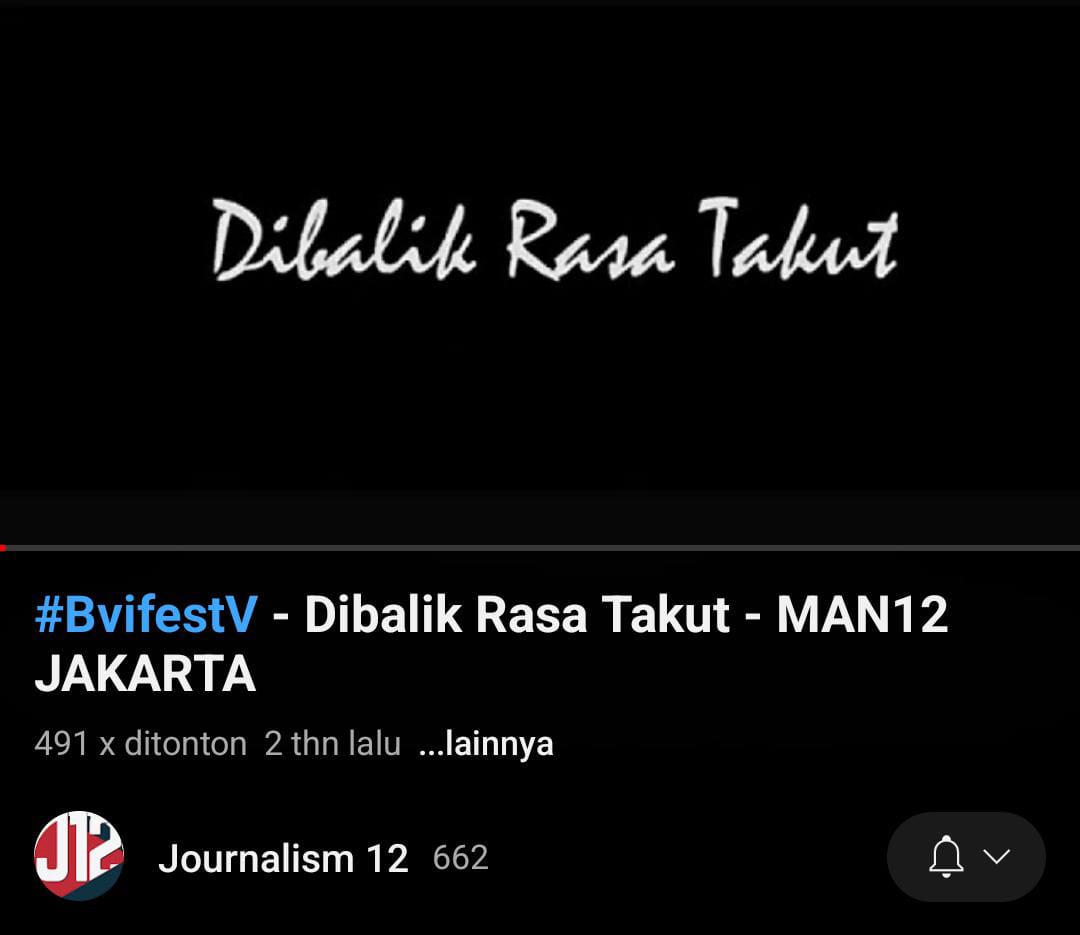 Dibalik Rasa Takut
#BvifestV - Dibalik Rasa Takut - MAN12
JAKARTA
491 x ditonton 2 thn lalu ...lainnya
J12
Journalism 12 662